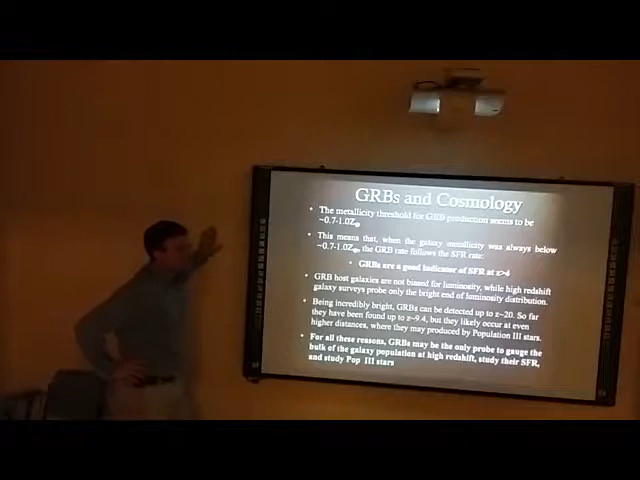 GRBs and Cosmology
• The metallicity threshold for GRB production seems to be
~0.7-1.0Z⊙
• This means that, when the galaxy metallicity was always below
~0.7-1.0Z⊙, the GRB rate follows the SFR rate:
• GRBs are a good indicator of SFR at z>4
• GRB host galaxies are not biased for luminosity, while high redshift
galaxy surveys probe only the bright end of luminosity distribution.
• Being incredibly bright, GRBs can be detected up to z~20. So far
they have been found up to z~9.4, but they likely occur at even
higher distances, where they may produced by Population III stars.
• For all these reasons, GRBs may be the only probe to gauge the
bulk of the galaxy population at high redshift, study their SFR,
and study Pop III stars